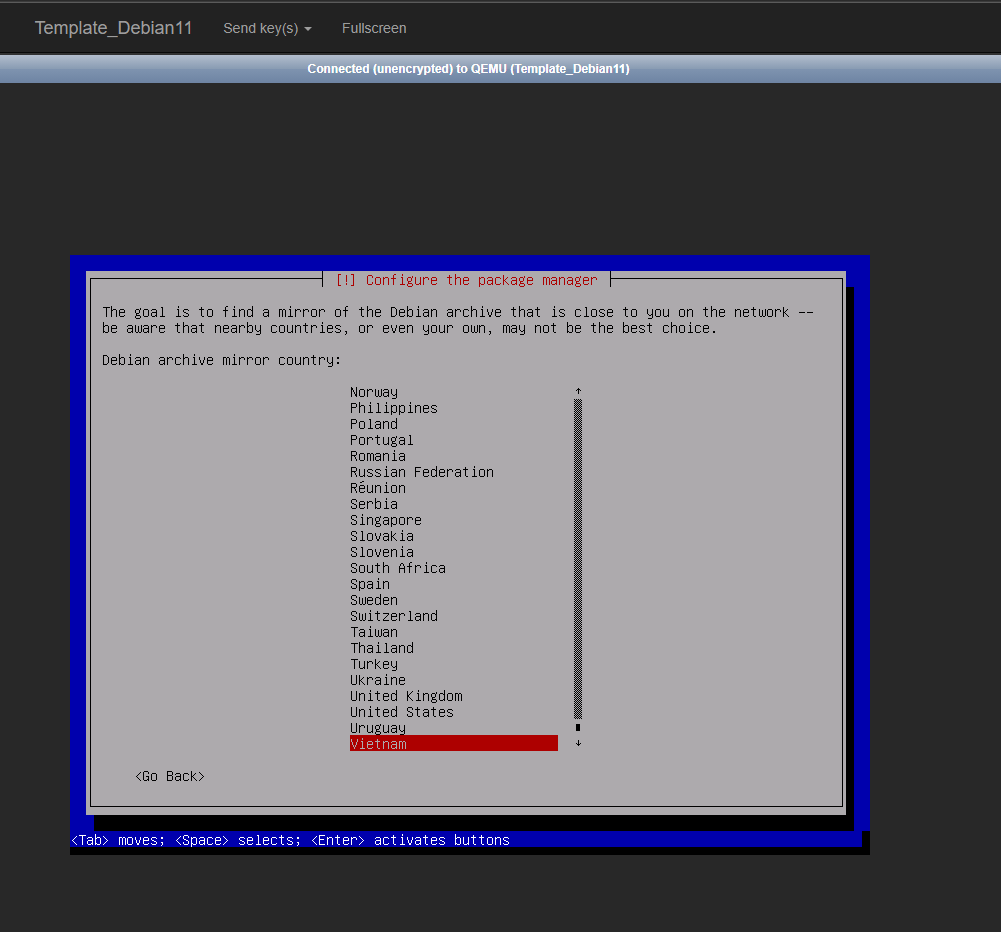 Template_Debian11 Send key(s) Fullscreen
Connected (unencrypted) to QEMU (Template_Debian11)
[!] Configure the package manager
The goal is to find a mirror of the Debian archive that is close to you on the network --
be aware that nearby countries, or even your own, may not be the best choice.
Debian archive mirror country:
Norway
Philippines
Poland
Portugal
Romania
Russian Federation
Réunion
Serbia
Singapore
Slovakia
Slovenia
South Africa
Spain
Sweden
Switzerland
Taiwan
Thailand
Turkey
Ukraine
United Kingdom
United States
Uruguay
Vietnam
<Go Back>
<Tab> moves; <Space> selects; <Enter> activates buttons